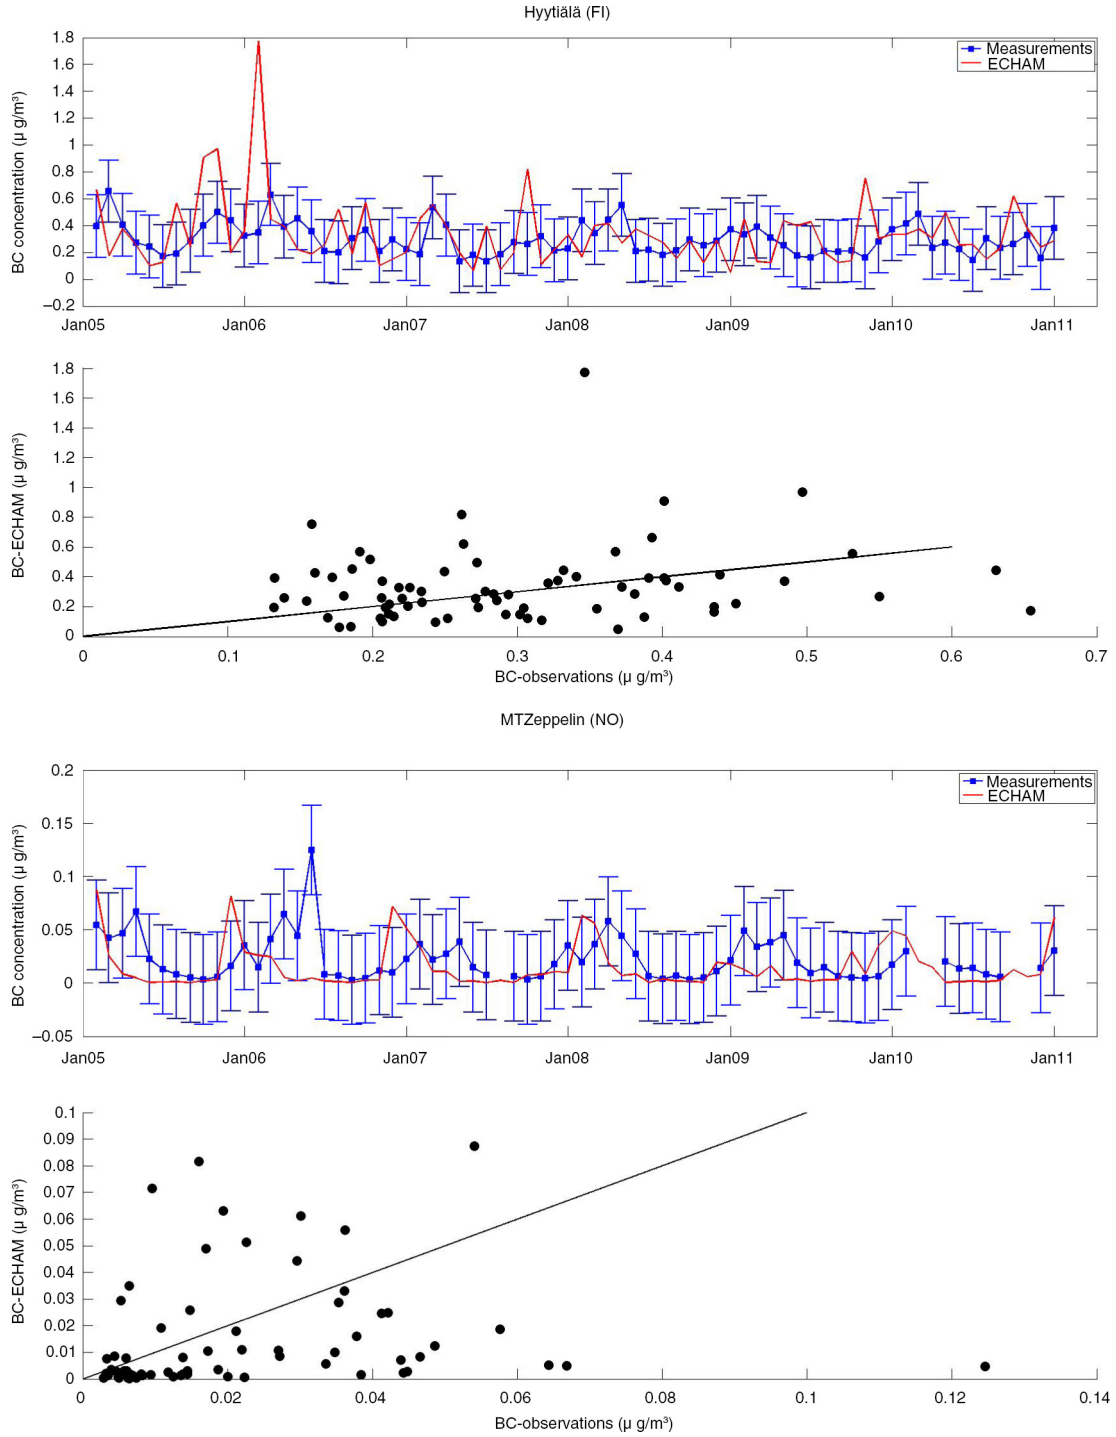 Hyytiälä (FI)
BC concentration (µ g/m³)
1.8
1.6
1.4
1.2
1
0.8
0.6
0.4
0.2
0
–0.2
Measurements
ECHAM
Jan05 Jan06 Jan07 Jan08 Jan09 Jan10 Jan11
BC-ECHAM (µ g/m³)
1.8
1.6
1.4
1.2
1
0.8
0.6
0.4
0.2
0
0 0.1 0.2 0.3 0.4 0.5 0.6 0.7
BC-observations (µ g/m³)
MTZeppelin (NO)
BC concentration (µ g/m³)
0.2
0.15
0.1
0.05
0
–0.05
Measurements
ECHAM
Jan05 Jan06 Jan07 Jan08 Jan09 Jan10 Jan11
BC-ECHAM (µ g/m³)
0.1
0.09
0.08
0.07
0.06
0.05
0.04
0.03
0.02
0.01
0
0 0.02 0.04 0.06 0.08 0.1 0.12 0.14
BC-observations (µ g/m³)